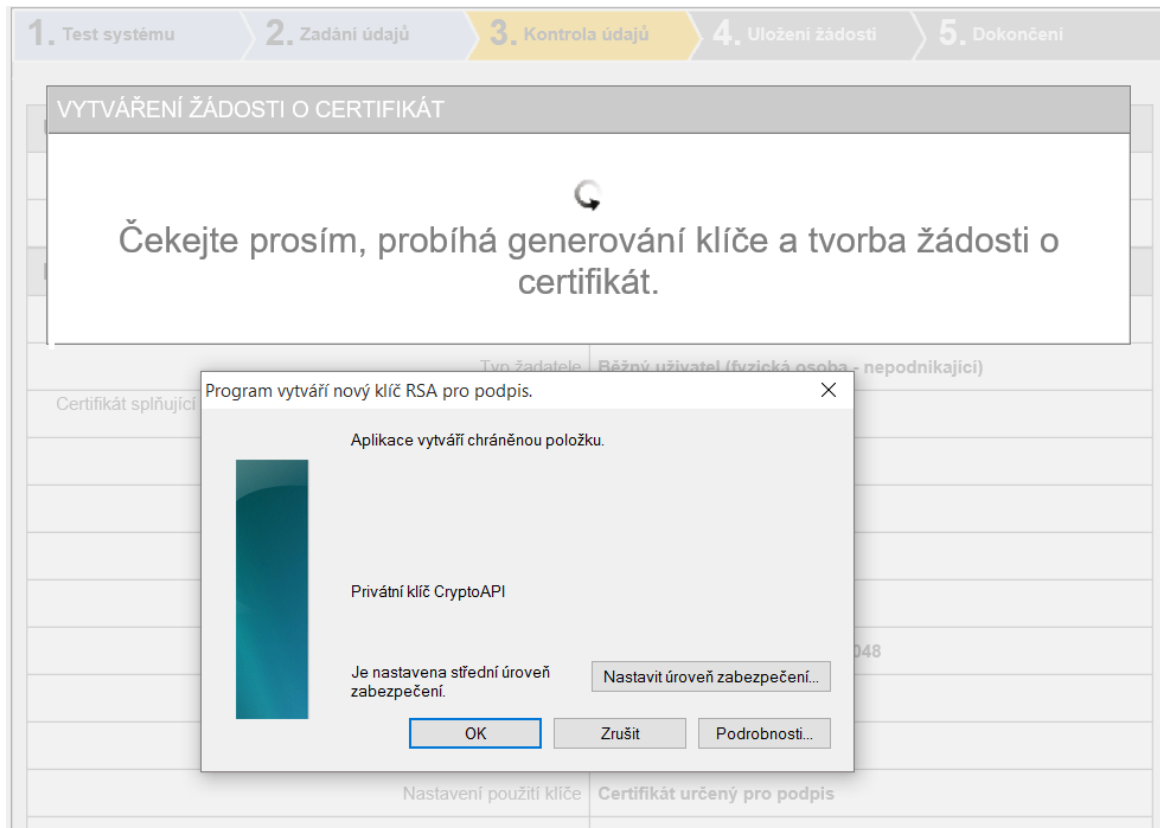 1. Test systému
2. Zadání údajů
3. Kontrola údajů
4. Uložení žádosti
5. Dokončení
VYTVÁŘENÍ ŽÁDOSTI O CERTIFIKÁT
Čekejte prosím, probíhá generování klíče a tvorba žádosti o
certifikát.
Typ žadatele Běžný uživatel (fyzická osoba - nepodnikající)
Certifikát splňující
Program vytváří nový klíč RSA pro podpis.
Aplikace vytváří chráněnou položku.
Privátní klíč CryptoAPI
048
Je nastavena střední úroveň
zabezpečení.
Nastavit úroveň zabezpečení...
OK
Zrušit
Podrobnosti...
Nastavení použití klíče Certifikát určený pro podpis